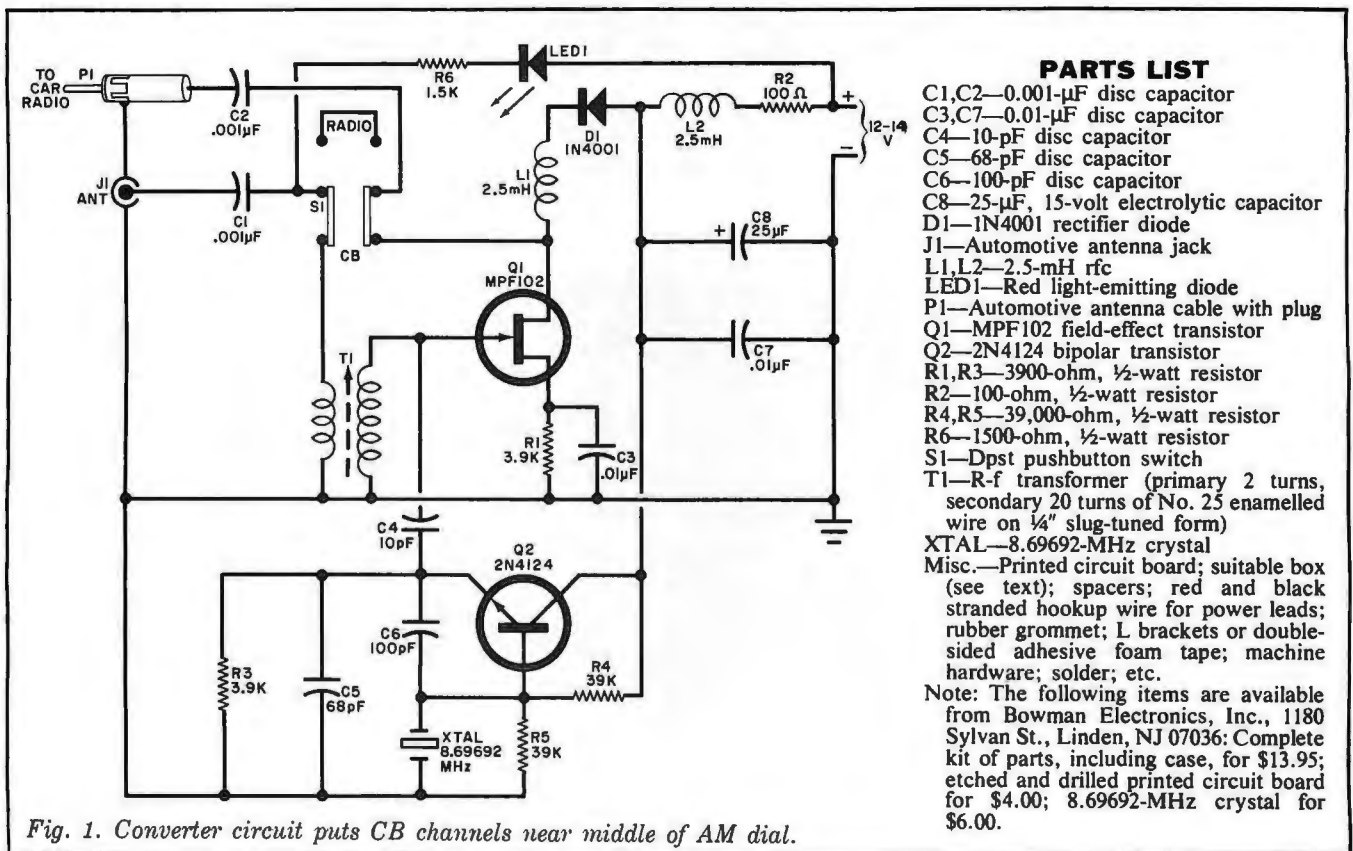 TO
CAR
RADIO
P1
C2
.001µF
R6
1.5K
LED1
RADIO
D1
1N4001
L2
2.5mH
R2
100 Ω
+
12-14
V
−
J1
ANT
C1
.001µF
S1
CB
L1
2.5mH
Q1
MPF102
+
C8
25µF
C7
.01µF
T1
R1
3.9K
C3
.01µF
C4
10pF
Q2
2N4124
C6
100pF
R3
3.9K
C5
68pF
R4
39K
XTAL
8.69692
MHz
R5
39K
Fig. 1. Converter circuit puts CB channels near middle of AM dial.
PARTS LIST
C1,C2—0.001-µF disc capacitor
C3,C7—0.01-µF disc capacitor
C4—10-pF disc capacitor
C5—68-pF disc capacitor
C6—100-pF disc capacitor
C8—25-µF, 15-volt electrolytic capacitor
D1—1N4001 rectifier diode
J1—Automotive antenna jack
L1,L2—2.5-mH rfc
LED1—Red light-emitting diode
P1—Automotive antenna cable with plug
Q1—MPF102 field-effect transistor
Q2—2N4124 bipolar transistor
R1,R3—3900-ohm, ½-watt resistor
R2—100-ohm, ½-watt resistor
R4,R5—39,000-ohm, ½-watt resistor
R6—1500-ohm, ½-watt resistor
S1—Dpst pushbutton switch
T1—R-f transformer (primary 2 turns,
secondary 20 turns of No. 25 enamelled
wire on ¼" slug-tuned form)
XTAL—8.69692-MHz crystal
Misc.—Printed circuit board; suitable box
(see text); spacers; red and black
stranded hookup wire for power leads;
rubber grommet; L brackets or double-
sided adhesive foam tape; machine
hardware; solder; etc.
Note: The following items are available
from Bowman Electronics, Inc., 1180
Sylvan St., Linden, NJ 07036: Complete
kit of parts, including case, for $13.95;
etched and drilled printed circuit board
for $4.00; 8.69692-MHz crystal for
$6.00.